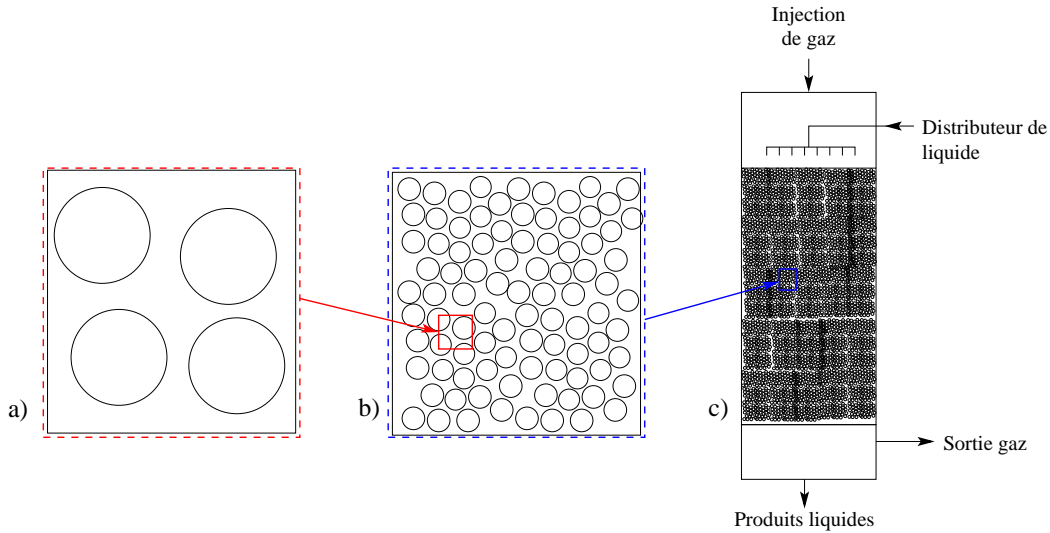 Injection
de gaz
Distributeur de
liquide
a)
b)
c)
Sortie gaz
Produits liquides